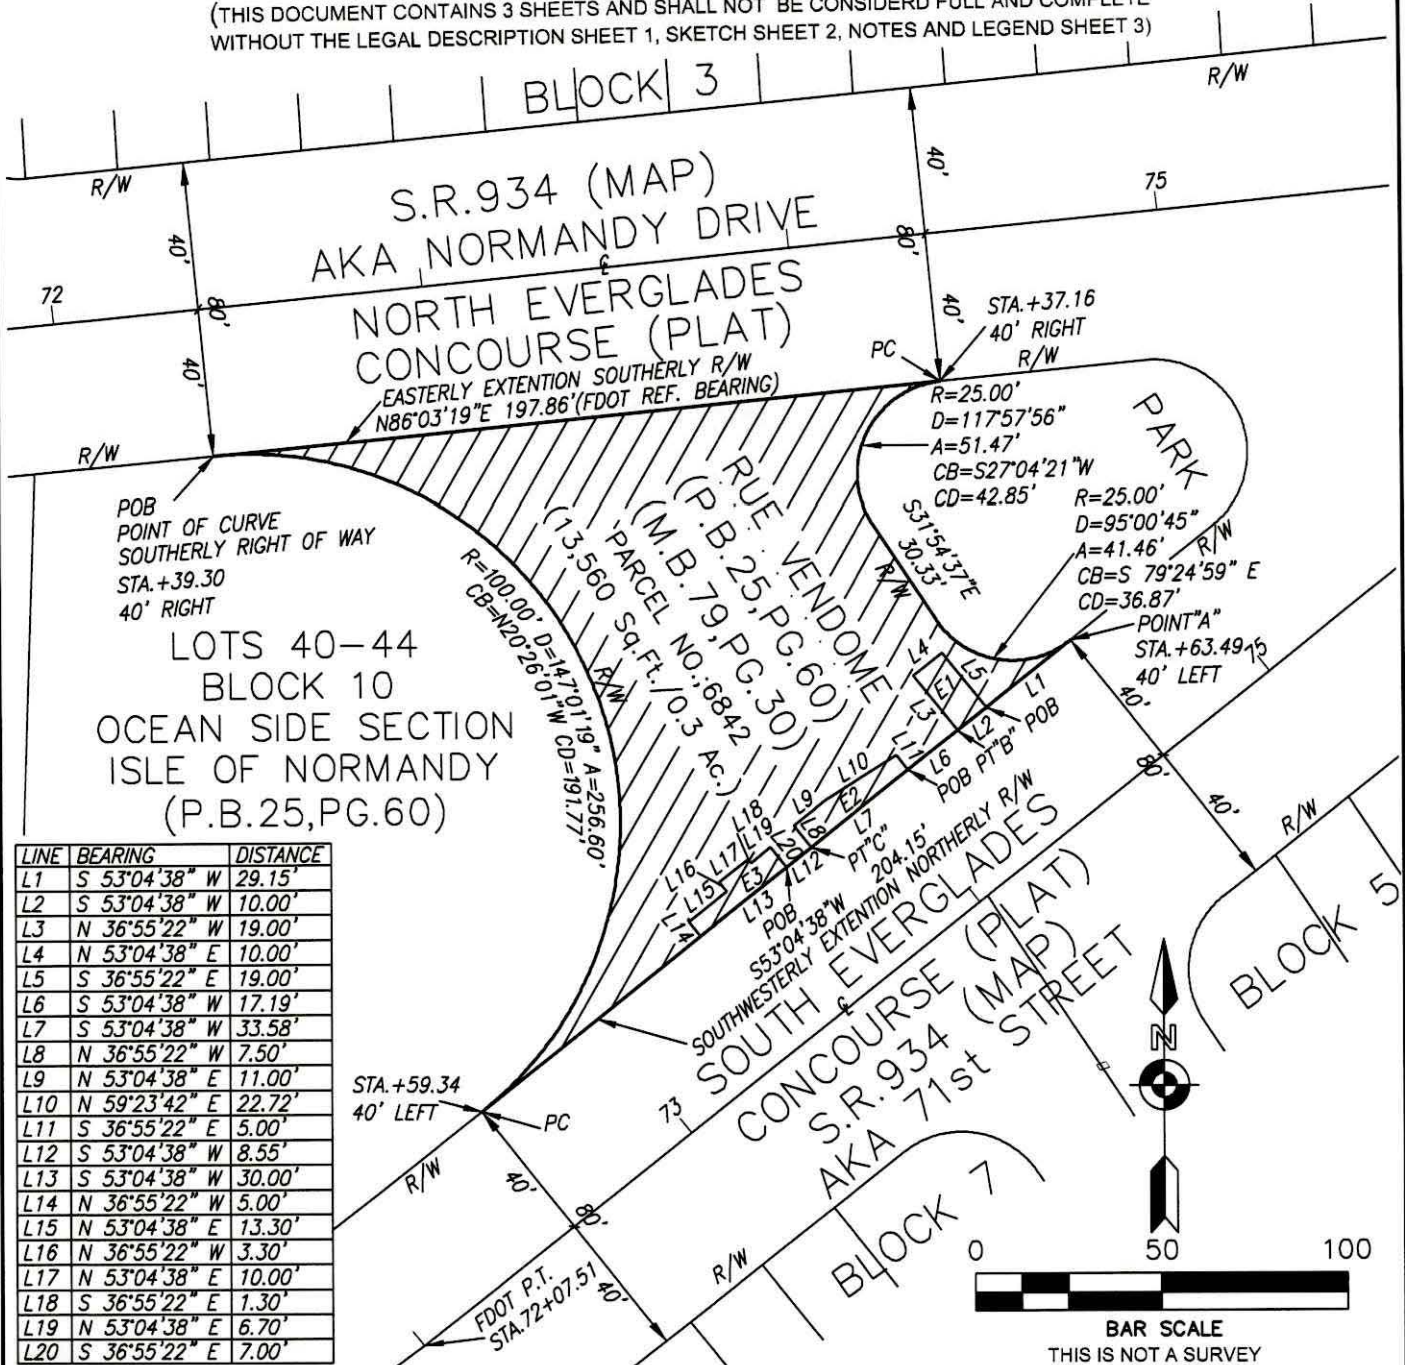 (THIS DOCUMENT CONTAINS 3 SHEETS AND SHALL NOT BE CONSIDERD FULL AND COMPLETE
WITHOUT THE LEGAL DESCRIPTION SHEET 1, SKETCH SHEET 2, NOTES AND LEGEND SHEET 3)
BLOCK 3
R/W
R/W
S.R.934 (MAP)
AKA NORMANDY DRIVE
NORTH EVERGLADES
CONCOURSE (PLAT)
72
75
40'
80'
40'
40'
80'
40'
EASTERLY EXTENTION SOUTHERLY R/W
N86°03'19"E 197.86'(FDOT REF. BEARING)
PC
STA.+37.16
40' RIGHT
R/W
R/W
PARK
R=25.00'
D=117°57'56"
A=51.47'
CB=S27°04'21"W
CD=42.85'
R=25.00'
D=95°00'45"
A=41.46'
CB=S 79°24'59" E
CD=36.87'
R/W
S31°54'37"E
30.33'
R/W
POINT"A"
STA.+63.49
40' LEFT
75
POB
POINT OF CURVE
SOUTHERLY RIGHT OF WAY
STA.+39.30
40' RIGHT
RUE VENDOME
(P.B.25,PG.60)
(M.B.79,PG.30)
PARCEL NO.,6842
(13,560 Sq.Ft./0.3 Ac.)
R=100.00' D=147°01'19" A=256.60'
CB=N20°26'01"W CD=191.77'
R/W
LOTS 40-44
BLOCK 10
OCEAN SIDE SECTION
ISLE OF NORMANDY
(P.B.25,PG.60)
L4
L5
E1
L3
L1
L2
POB
L11
L6
POB PT"B"
L10
L9
E2
L8
L7
PT"C"
L18
L19
L20
L12
L16
L17
L15
E3
L13
L14
POB
S53°04'38"W 204.15'
SOUTHWESTERLY EXTENTION NORTHERLY R/W
SOUTH EVERGLADES
CONCOURSE (PLAT)
S.R.934 (MAP)
AKA 71st STREET
40'
80'
40'
R/W
BLOCK 5
LINE BEARING DISTANCE
L1 S 53°04'38" W 29.15'
L2 S 53°04'38" W 10.00'
L3 N 36°55'22" W 19.00'
L4 N 53°04'38" E 10.00'
L5 S 36°55'22" E 19.00'
L6 S 53°04'38" W 17.19'
L7 S 53°04'38" W 33.58'
L8 N 36°55'22" W 7.50'
L9 N 53°04'38" E 11.00'
L10 N 59°23'42" E 22.72'
L11 S 36°55'22" E 5.00'
L12 S 53°04'38" W 8.55'
L13 S 53°04'38" W 30.00'
L14 N 36°55'22" W 5.00'
L15 N 53°04'38" E 13.30'
L16 N 36°55'22" W 3.30'
L17 N 53°04'38" E 10.00'
L18 S 36°55'22" E 1.30'
L19 N 53°04'38" E 6.70'
L20 S 36°55'22" E 7.00'
STA.+59.34
40' LEFT
PC
R/W
73
40'
80'
40'
FDOT P.T.
STA.72+07.51
R/W
BLOCK 7
N
0 50 100
BAR SCALE
THIS IS NOT A SURVEY